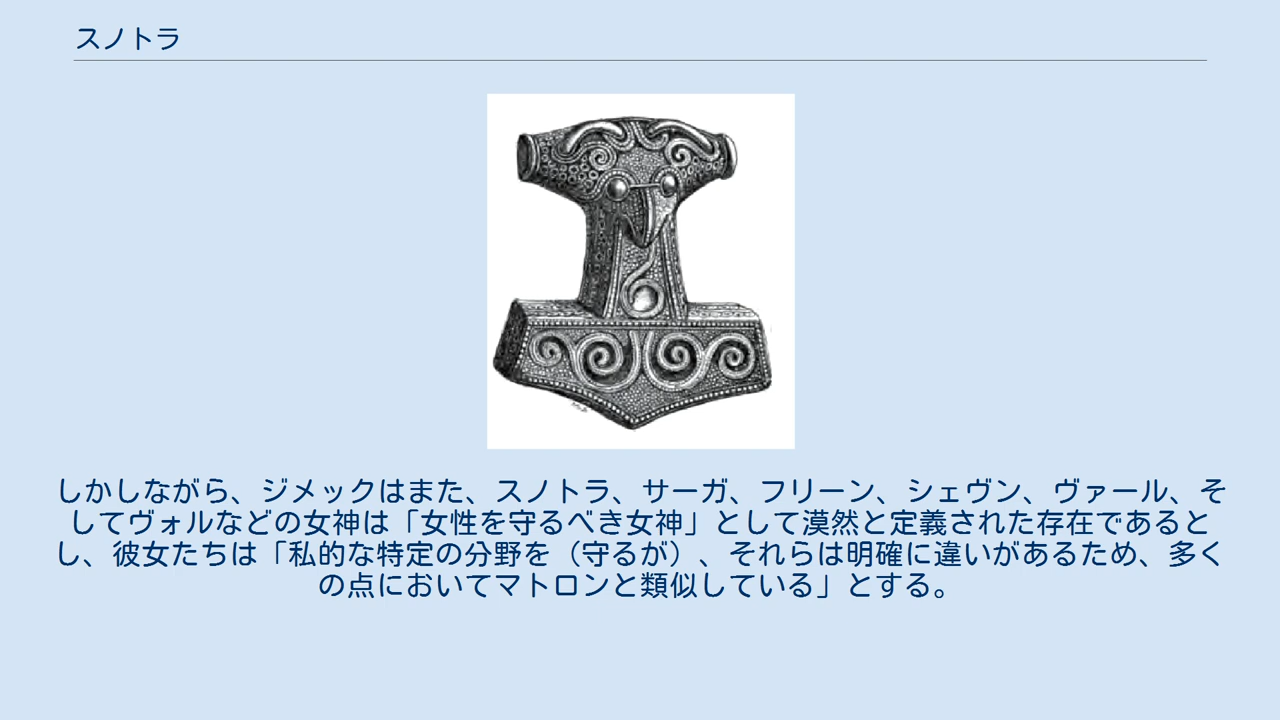 スノトラ
しかしながら、ジメックはまた、スノトラ、サーガ、フリーン、シェヴン、ヴァール、そ
してヴォルなどの女神は「女性を守るべき女神」として漠然と定義された存在であると
し、彼女たちは「私的な特定の分野を（守るが）、それらは明確に違いがあるため、多く
の点においてマトロンと類似している」とする。